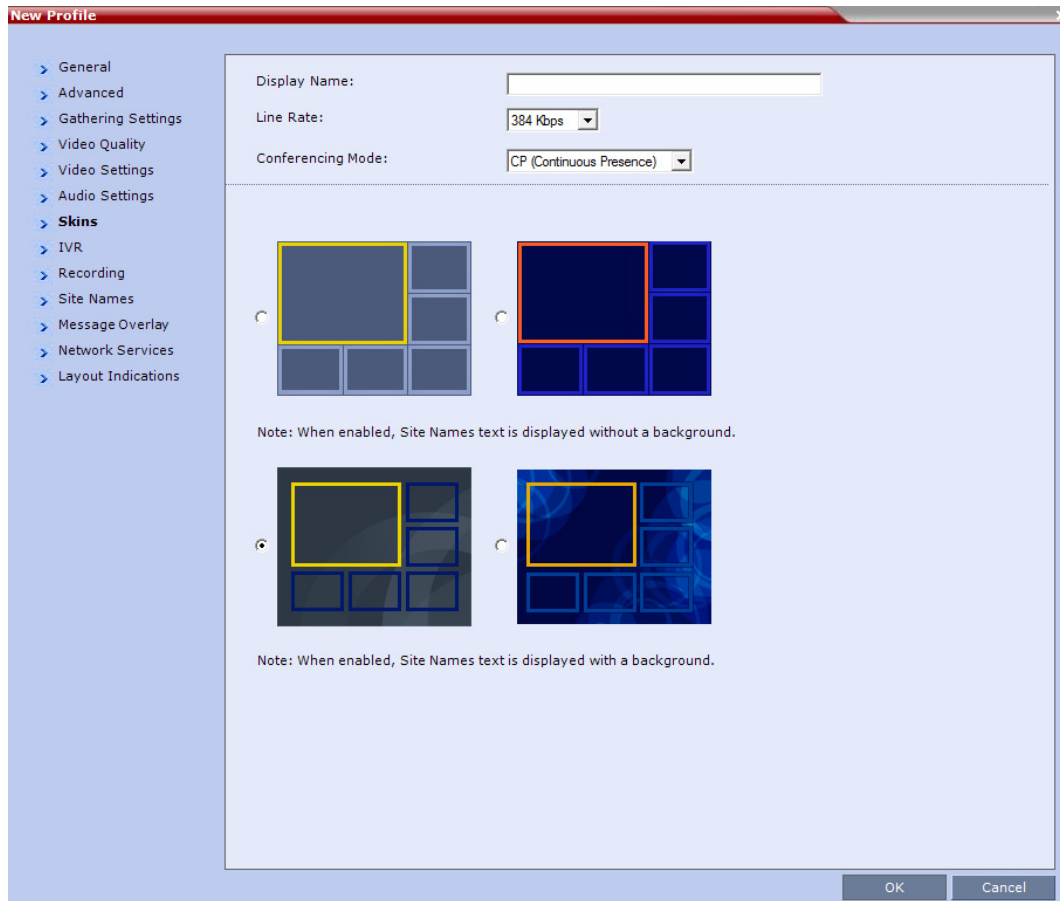 New Profile
General
Advanced
Gathering Settings
Video Quality
Video Settings
Audio Settings
Skins
IVR
Recording
Site Names
Message Overlay
Network Services
Layout Indications
Display Name:
Line Rate:
384 Kbps
Conferencing Mode:
CP (Continuous Presence)
Note: When enabled, Site Names text is displayed without a background.
Note: When enabled, Site Names text is displayed with a background.
OK
Cancel